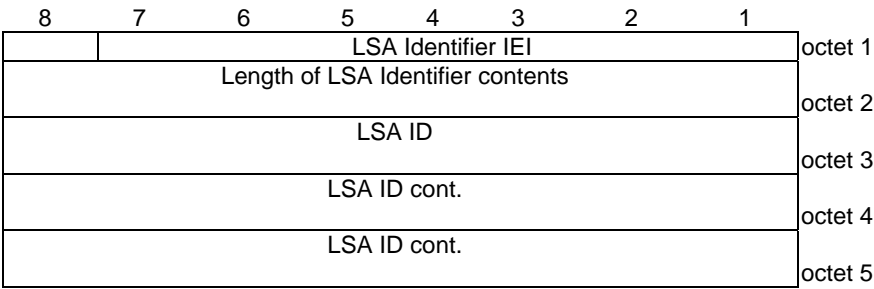 8 7 6 5 4 3 2 1
LSA Identifier IEI octet 1
Length of LSA Identifier contents
octet 2
LSA ID
octet 3
LSA ID cont.
octet 4
LSA ID cont.
octet 5